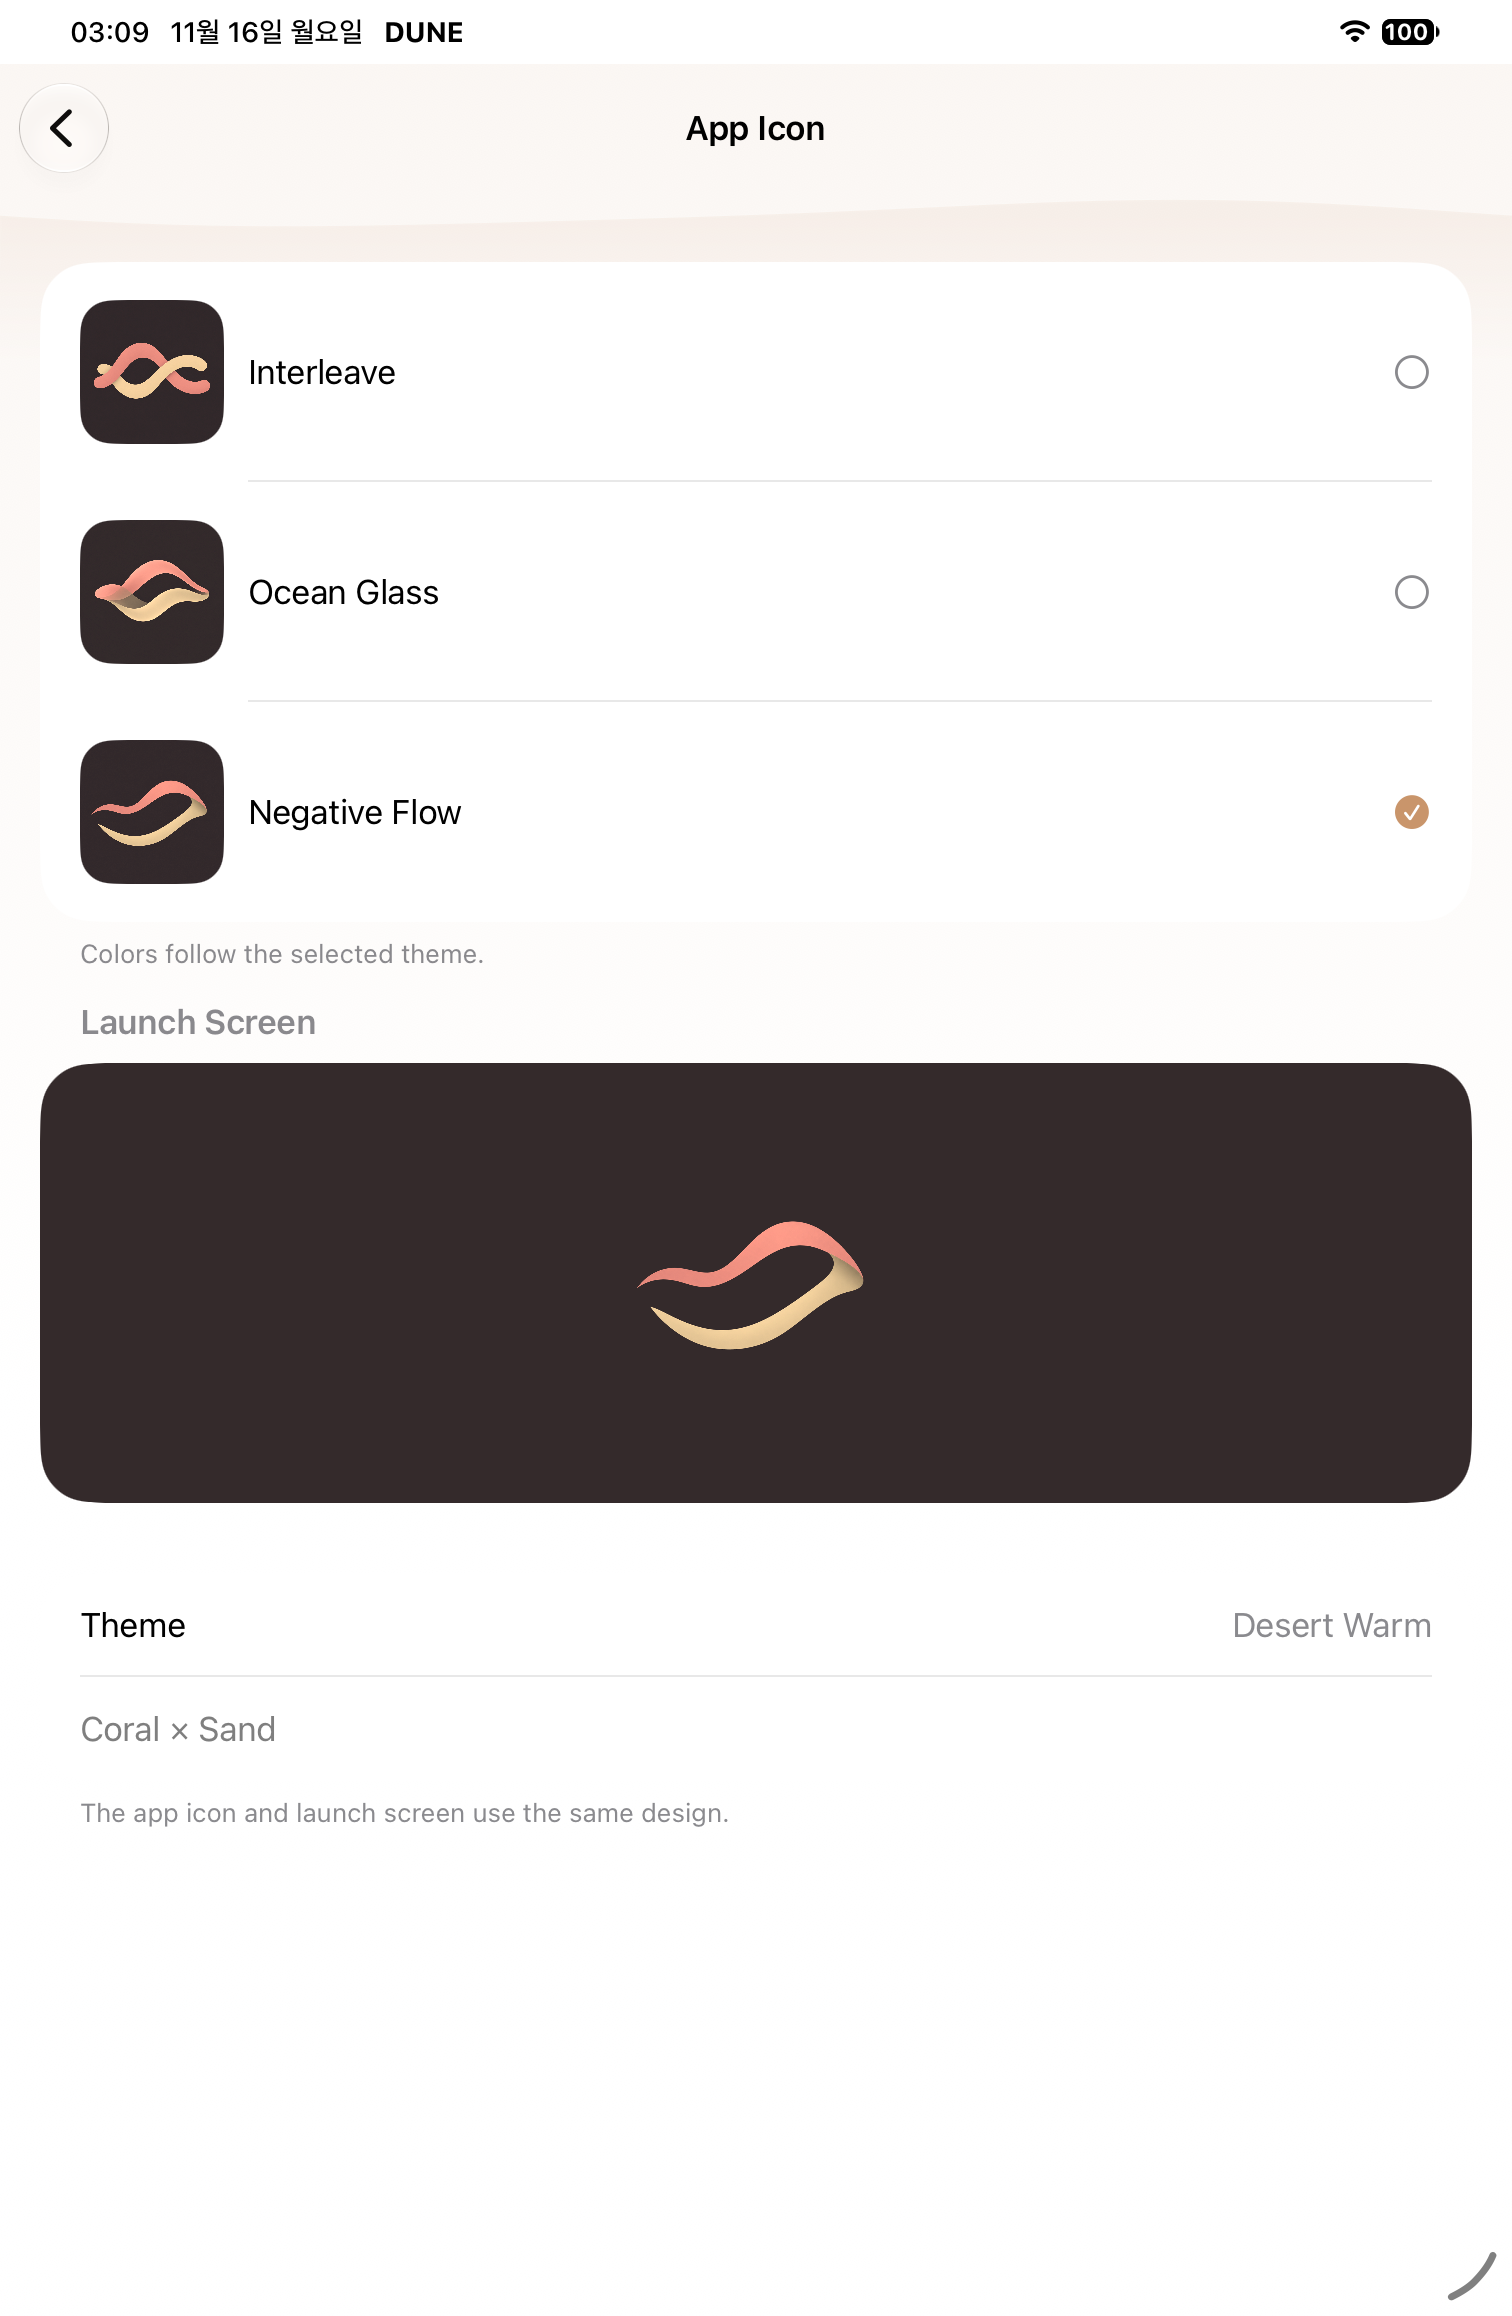 03:09 11월 16일 월요일 DUNE 100
App Icon
Interleave
Ocean Glass
Negative Flow
Colors follow the selected theme.
Launch Screen
Theme Desert Warm
Coral × Sand
The app icon and launch screen use the same design.